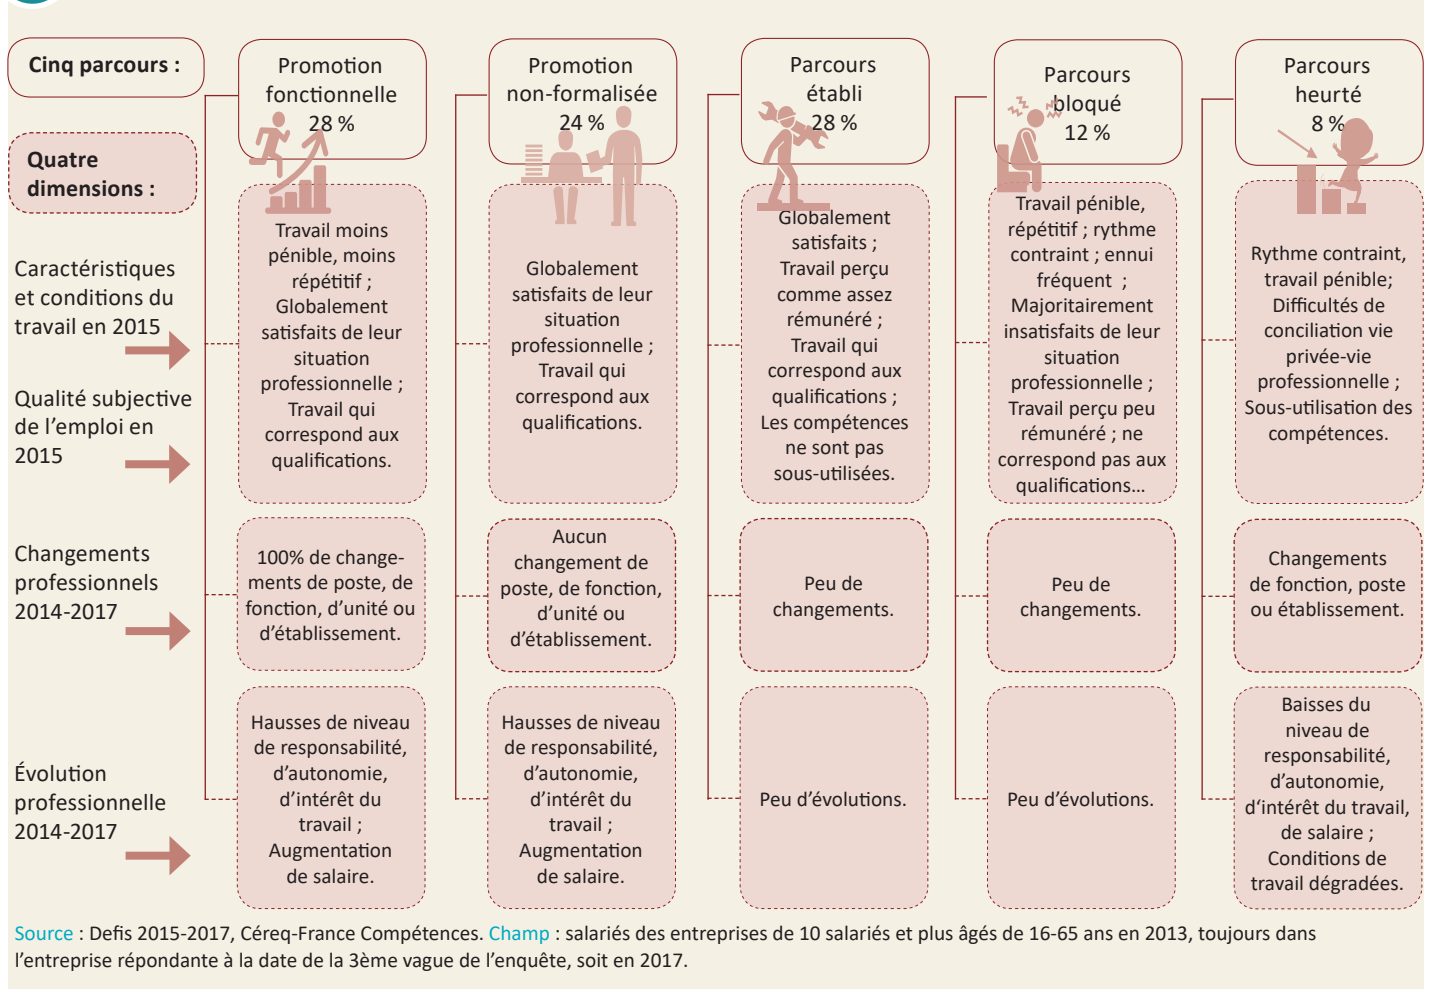 Cinq parcours :
Promotion
fonctionnelle
28 %
Promotion
non-formalisée
24 %
Parcours
établi
28 %
Parcours
bloqué
12 %
Parcours
heurté
8 %
Quatre
dimensions :
Caractéristiques
et conditions du
travail en 2015
Qualité subjective
de l’emploi en
2015
Travail moins
pénible, moins
répétitif ;
Globalement
satisfaits de leur
situation
professionnelle ;
Travail qui
correspond aux
qualifications.
Globalement
satisfaits de leur
situation
professionnelle ;
Travail qui
correspond aux
qualifications.
Globalement
satisfaits ;
Travail perçu
comme assez
rémunéré ;
Travail qui
correspond aux
qualifications ;
Les compétences
ne sont pas
sous-utilisées.
Travail pénible,
répétitif ; rythme
contraint ; ennui
fréquent ;
Majoritairement
insatisfaits de leur
situation
professionnelle ;
Travail perçu peu
rémunéré ; ne
correspond pas aux
qualifications...
Rythme contraint,
travail pénible;
Difficultés de
conciliation vie
privée-vie
professionnelle ;
Sous-utilisation des
compétences.
Changements
professionnels
2014-2017
100% de change-
ments de poste, de
fonction, d’unité ou
d’établissement.
Aucun
changement de
poste, de fonction,
d’unité ou
d’établissement.
Peu de
changements.
Peu de
changements.
Changements
de fonction, poste
ou établissement.
Évolution
professionnelle
2014-2017
Hausses de niveau
de responsabilité,
d’autonomie,
d’intérêt du
travail ;
Augmentation
de salaire.
Hausses de niveau
de responsabilité,
d’autonomie,
d’intérêt du
travail ;
Augmentation
de salaire.
Peu d’évolutions.
Peu d’évolutions.
Baisses du
niveau de
responsabilité,
d’autonomie,
d‘intérêt du travail,
de salaire ;
Conditions de
travail dégradées.
Source : Defis 2015-2017, Céreq-France Compétences. Champ : salariés des entreprises de 10 salariés et plus âgés de 16-65 ans en 2013, toujours dans
l’entreprise répondante à la date de la 3ème vague de l’enquête, soit en 2017.